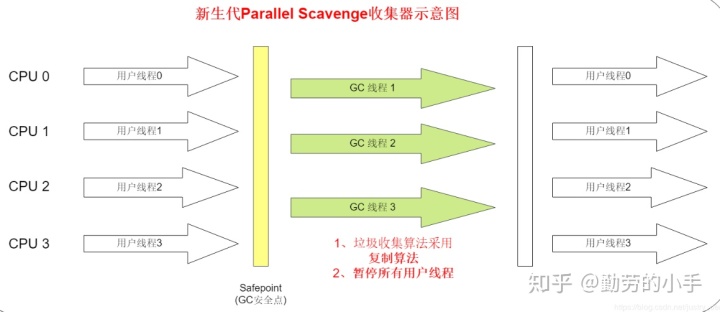 新生代Parallel Scavenge收集器示意图
CPU 0
用户线程0
GC 线程 1
用户线程0
CPU 1
用户线程1
GC 线程 2
用户线程1
CPU 2
用户线程2
GC 线程 3
用户线程2
CPU 3
用户线程3
用户线程3
1、垃圾收集算法采用
复制算法
2、暂停所有用户线程
Safepoint
(GC安全点)
知乎 @勤劳的小手